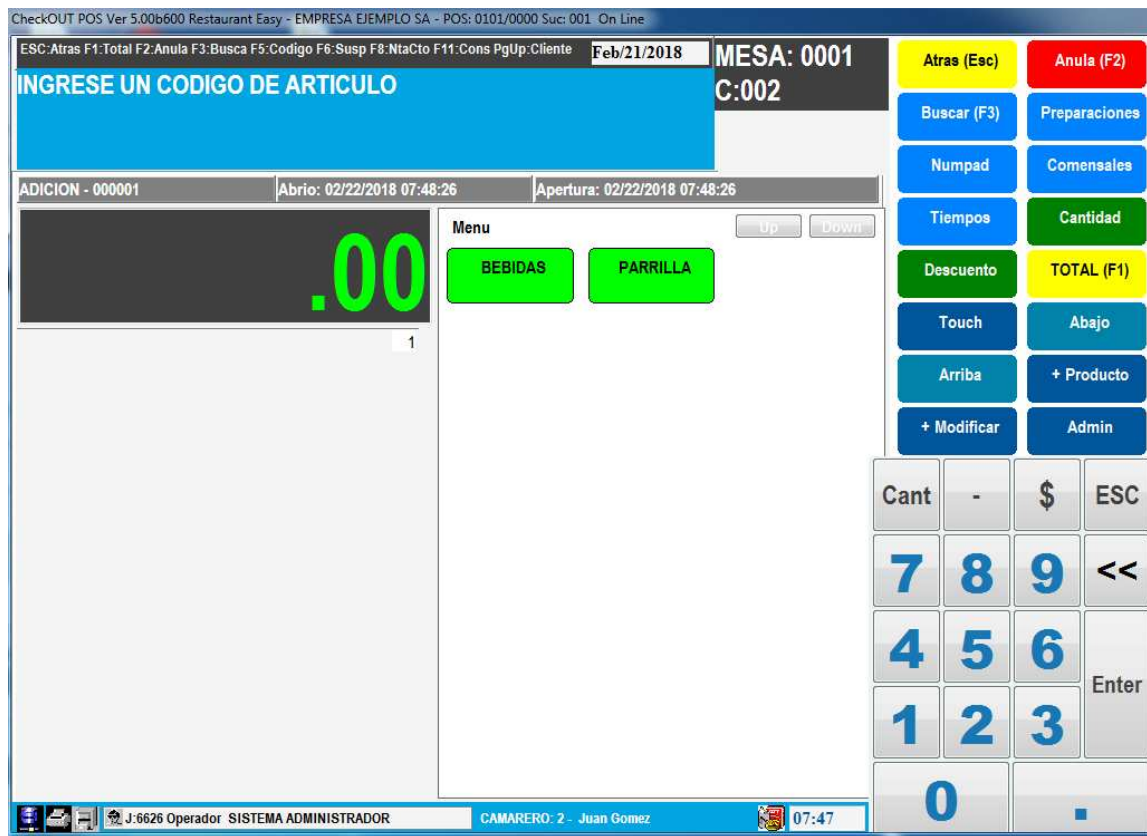 CheckOUT POS Ver 5.00b600 Restaurant Easy - EMPRESA EJEMPLO SA - POS: 0101/0000 Suc: 001 On Line
ESC:Atras F1:Total F2:Anula F3:Busca F5:Codigo F6:Susp F8:NtaCto F11:Cons PgUp:Cliente Feb/21/2018
INGRESE UN CODIGO DE ARTICULO
MESA: 0001
C:002
ADICION - 000001 Abrio: 02/22/2018 07:48:26 Apertura: 02/22/2018 07:48:26
.00
1
Menu Up Down
BEBIDAS PARRILLA
Atras (Esc) Anula (F2)
Buscar (F3) Preparaciones
Numpad Comensales
Tiempos Cantidad
Descuento TOTAL (F1)
Touch Abajo
Arriba + Producto
+ Modificar Admin
Cant - $ ESC
7 8 9 <<
4 5 6
Enter
1 2 3
0 .
J:6626 Operador SISTEMA ADMINISTRADOR CAMARERO: 2 - Juan Gomez 07:47